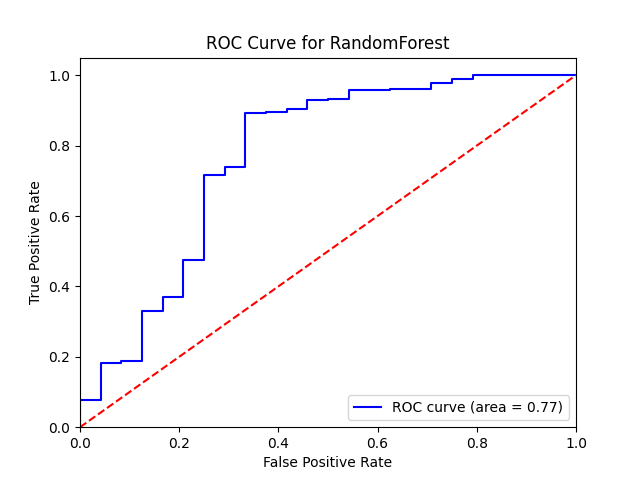 ROC Curve for RandomForest
True Positive Rate
1.0
0.8
0.6
0.4
0.2
0.0
ROC curve (area = 0.77)
0.0 0.2 0.4 0.6 0.8 1.0
False Positive Rate